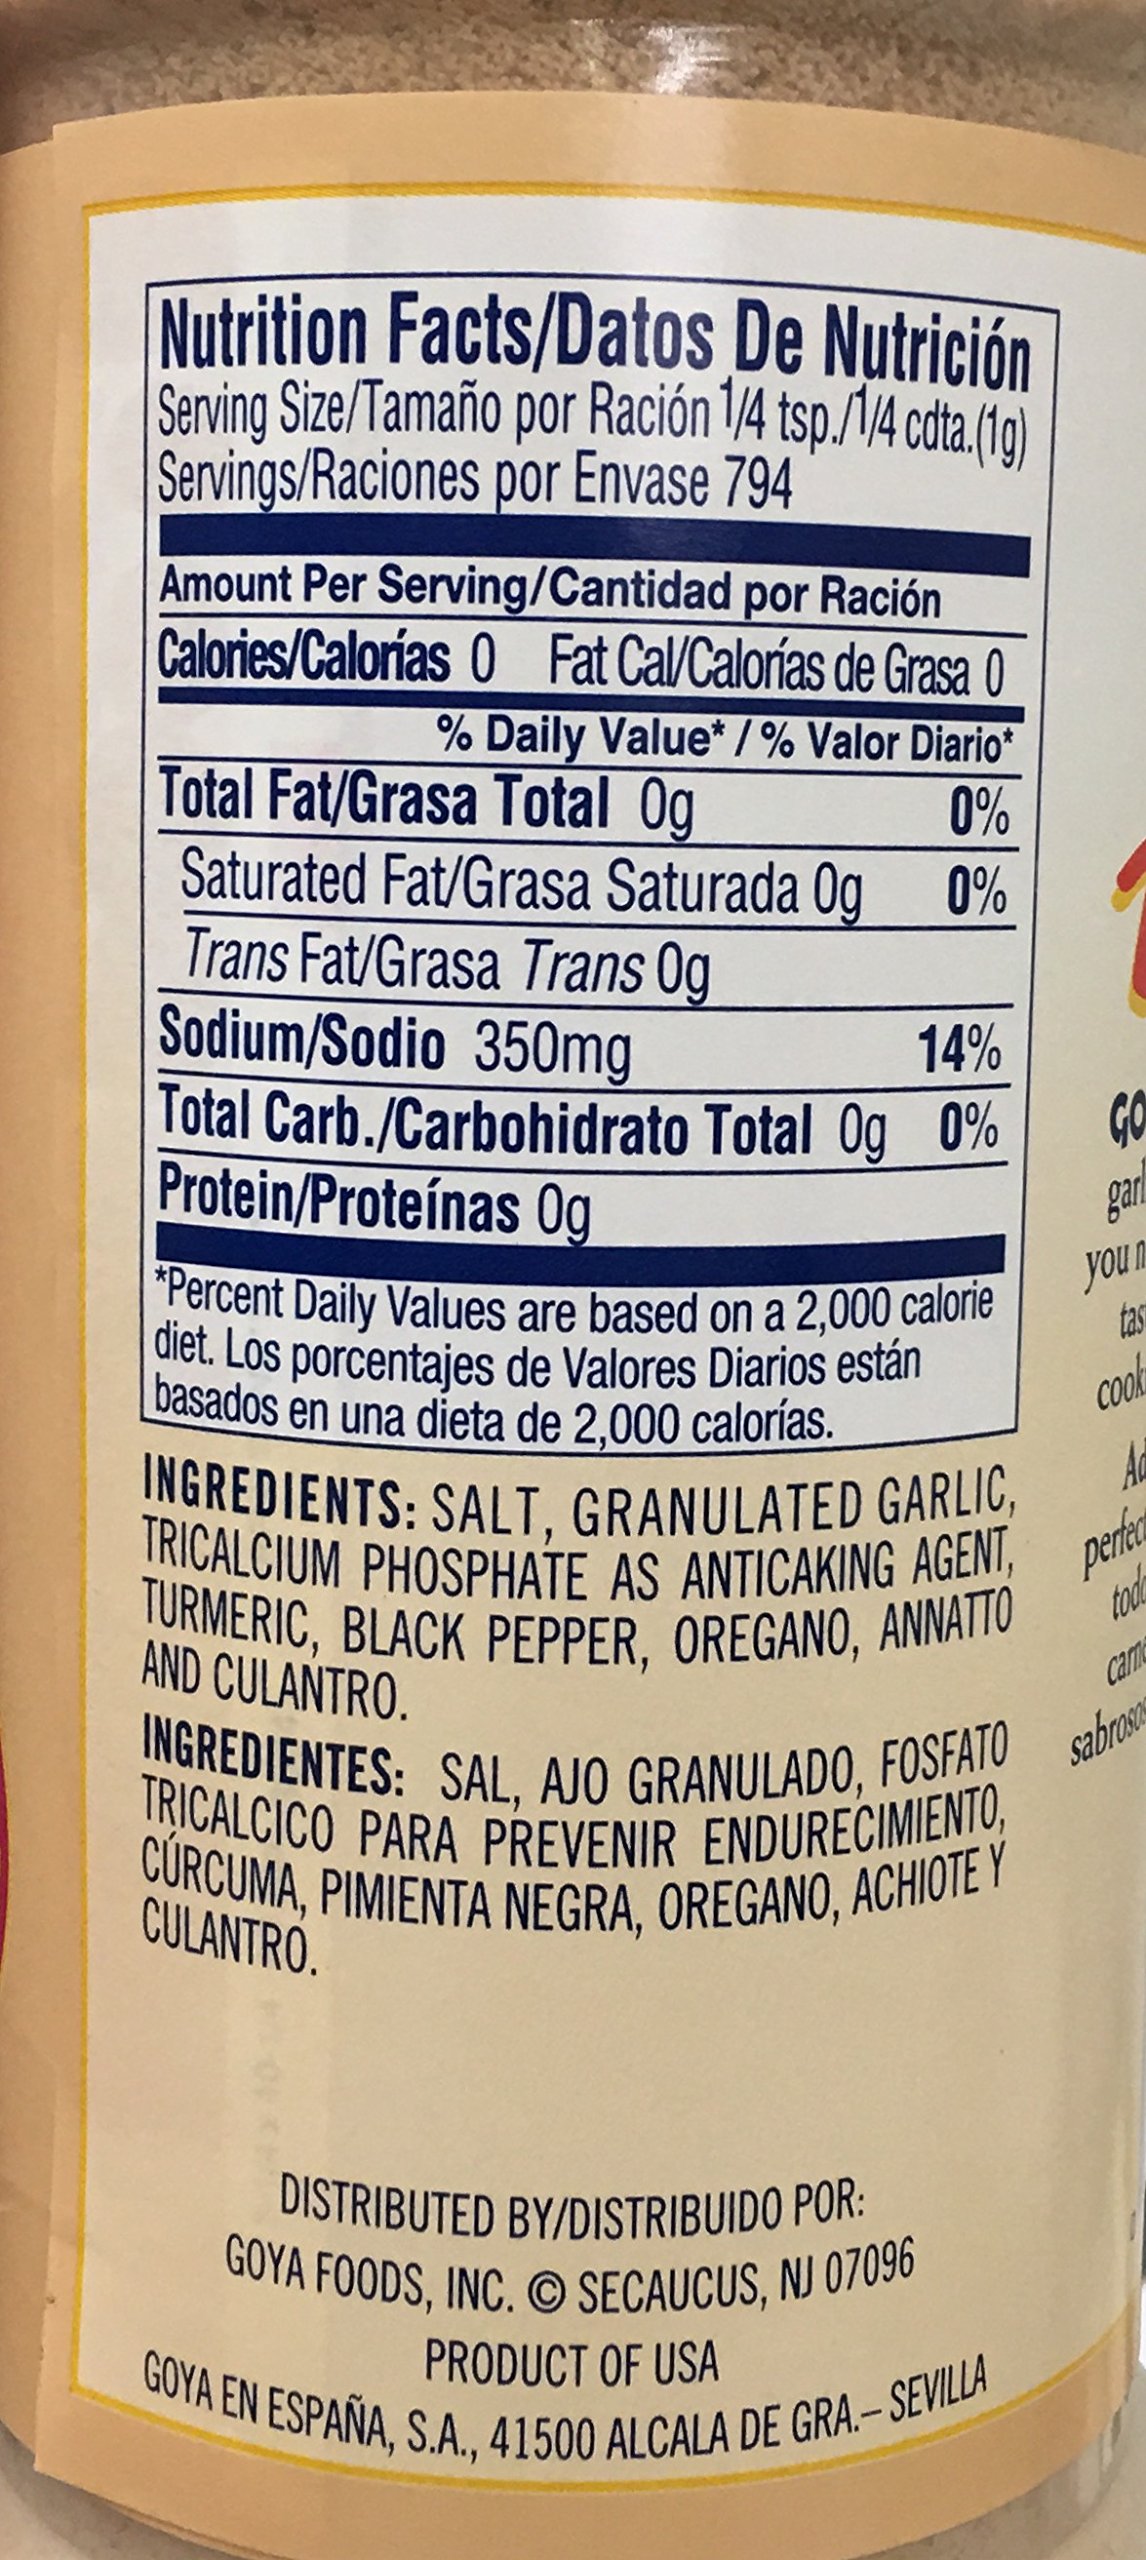 Nutrition Facts/Datos De Nutrición
Serving Size/Tamaño por Ración 1/4 tsp./1/4 cdta.(1g)
Servings/Raciones por Envase 794
Amount Per Serving/Cantidad por Ración
Calories/Calorías 0 Fat Cal/Calorías de Grasa 0
% Daily Value* / % Valor Diario*
Total Fat/Grasa Total 0g 0%
Saturated Fat/Grasa Saturada 0g 0%
Trans Fat/Grasa Trans 0g
Sodium/Sodio 350mg 14%
Total Carb./Carbohidrato Total 0g 0%
Protein/Proteínas 0g
*Percent Daily Values are based on a 2,000 calorie
diet. Los porcentajes de Valores Diarios están
basados en una dieta de 2,000 calorías.
INGREDIENTS: SALT, GRANULATED GARLIC,
TRICALCIUM PHOSPHATE AS ANTICAKING AGENT,
TURMERIC, BLACK PEPPER, OREGANO, ANNATTO
AND CULANTRO.
INGREDIENTES: SAL, AJO GRANULADO, FOSFATO
TRICALCICO PARA PREVENIR ENDURECIMIENTO,
CÚRCUMA, PIMIENTA NEGRA, OREGANO, ACHIOTE Y
CULANTRO.
DISTRIBUTED BY/DISTRIBUIDO POR:
GOYA FOODS, INC. © SECAUCUS, NJ 07096
PRODUCT OF USA
GOYA EN ESPAÑA, S.A., 41500 ALCALA DE GRA.– SEVILLA
you